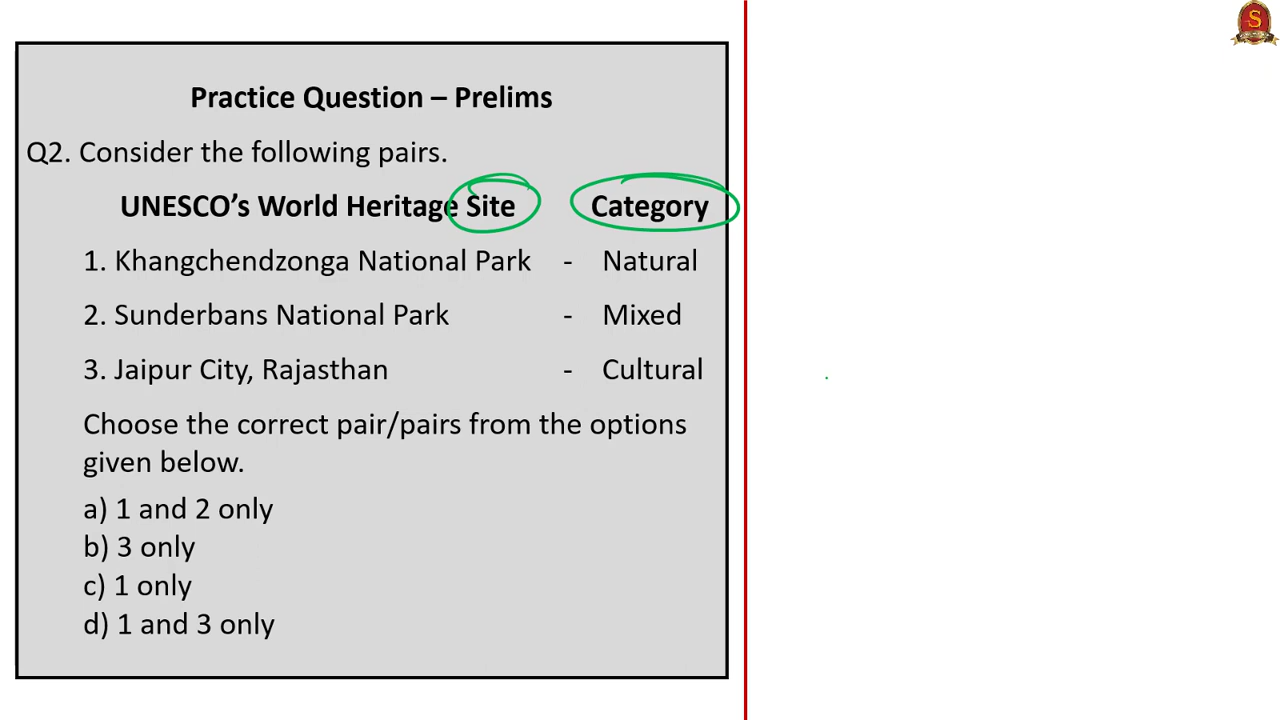 S
Practice Question – Prelims
Q2. Consider the following pairs.
UNESCO’s World Heritage Site Category
1. Khangchendzonga National Park - Natural
2. Sunderbans National Park - Mixed
3. Jaipur City, Rajasthan - Cultural
Choose the correct pair/pairs from the options
given below.
a) 1 and 2 only
b) 3 only
c) 1 only
d) 1 and 3 only